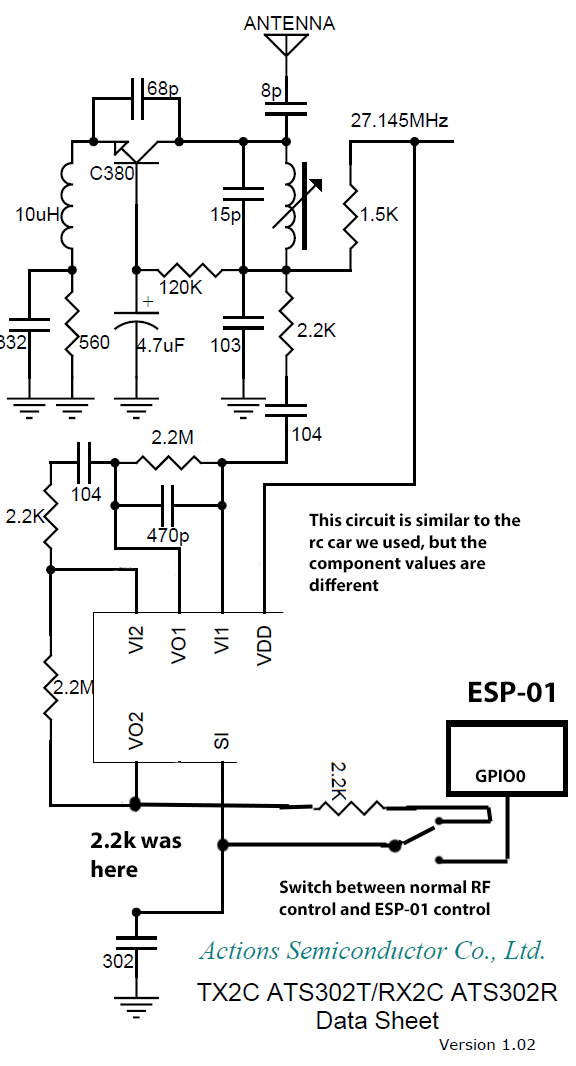 ANTENNA
68p
8p
27.145MHz
C380
10uH
15p
1.5K
120K
+
332
560
4.7uF
103
2.2K
104
2.2M
104
2.2K
470p
This circuit is similar to the
rc car we used, but the
component values are
different
VI2
VO1
VI1
VDD
2.2M
VO2
SI
ESP-01
GPIO0
2.2K
2.2k was
here
Switch between normal RF
control and ESP-01 control
302
Actions Semiconductor Co., Ltd.
TX2C ATS302T/RX2C ATS302R
Data Sheet
Version 1.02